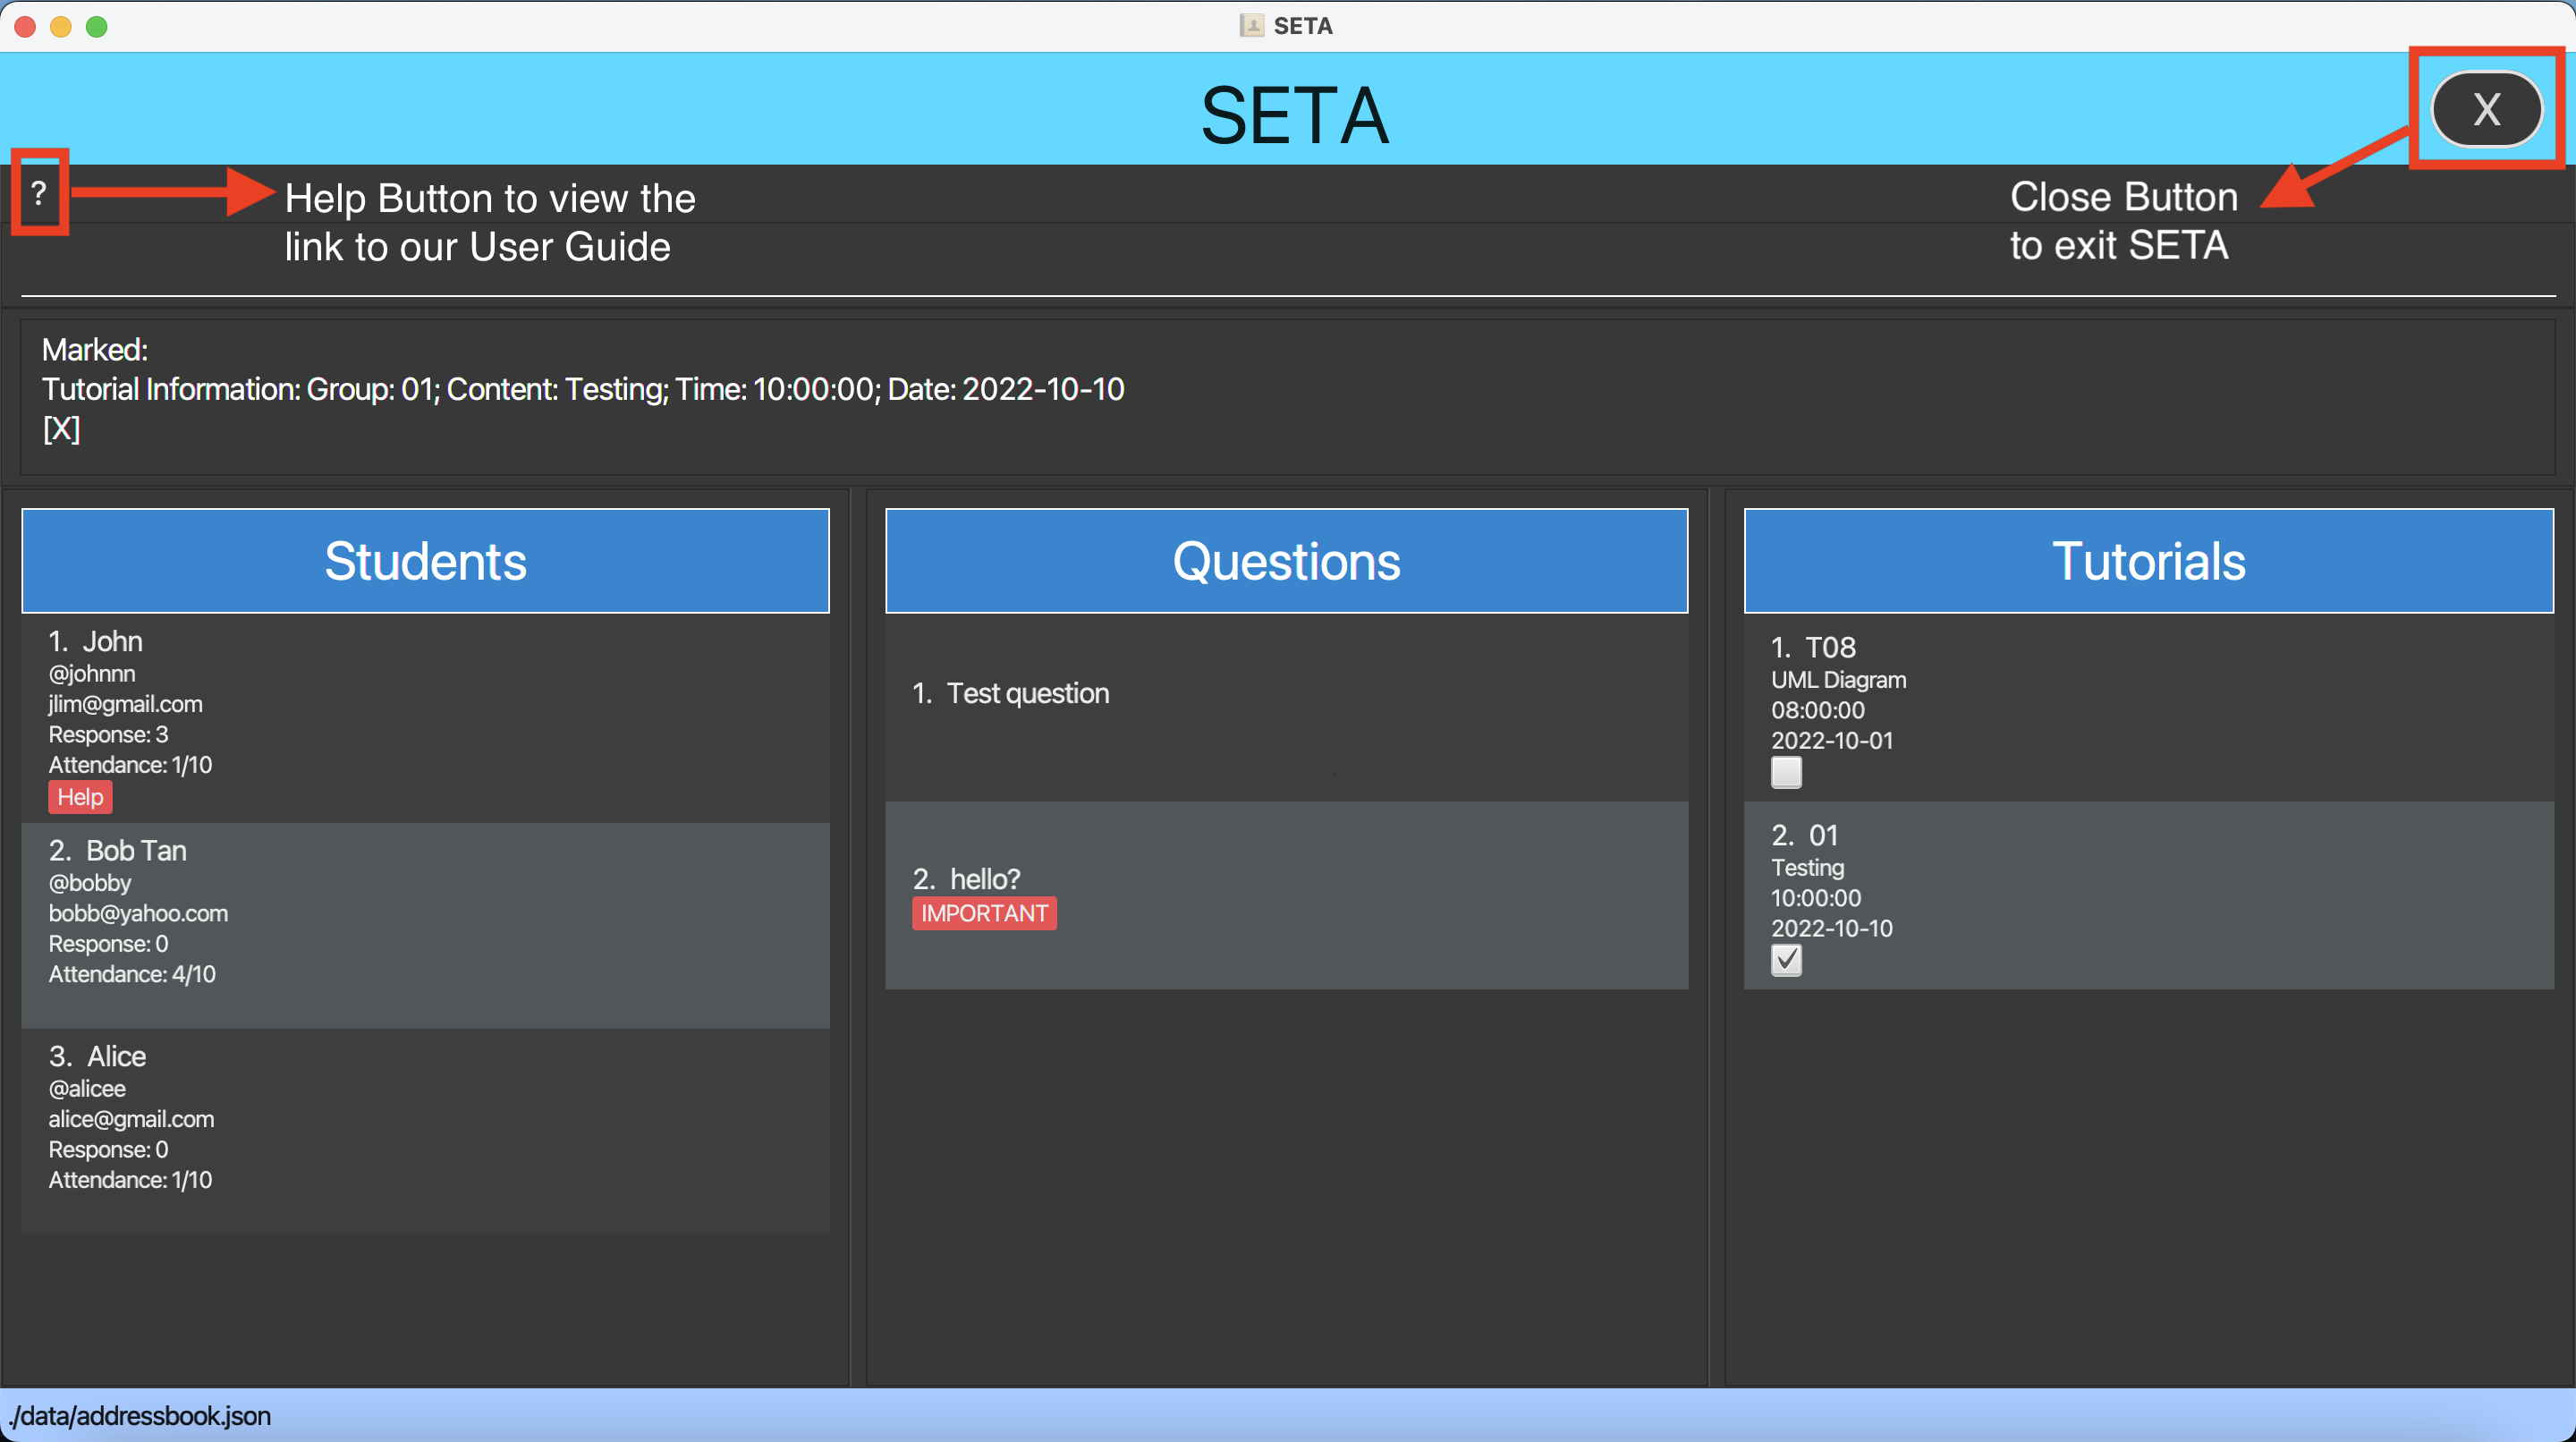 SETA
SETA
X
?
Help Button to view the
link to our User Guide
Close Button
to exit SETA
Marked:
Tutorial Information: Group: 01; Content: Testing; Time: 10:00:00; Date: 2022-10-10
[X]
Students
1. John
@johnnn
jlim@gmail.com
Response: 3
Attendance: 1/10
Help
2. Bob Tan
@bobby
bobb@yahoo.com
Response: 0
Attendance: 4/10
3. Alice
@alicee
alice@gmail.com
Response: 0
Attendance: 1/10
Questions
1. Test question
2. hello?
IMPORTANT
Tutorials
1. T08
UML Diagram
08:00:00
2022-10-01
2. 01
Testing
10:00:00
2022-10-10
./data/addressbook.json